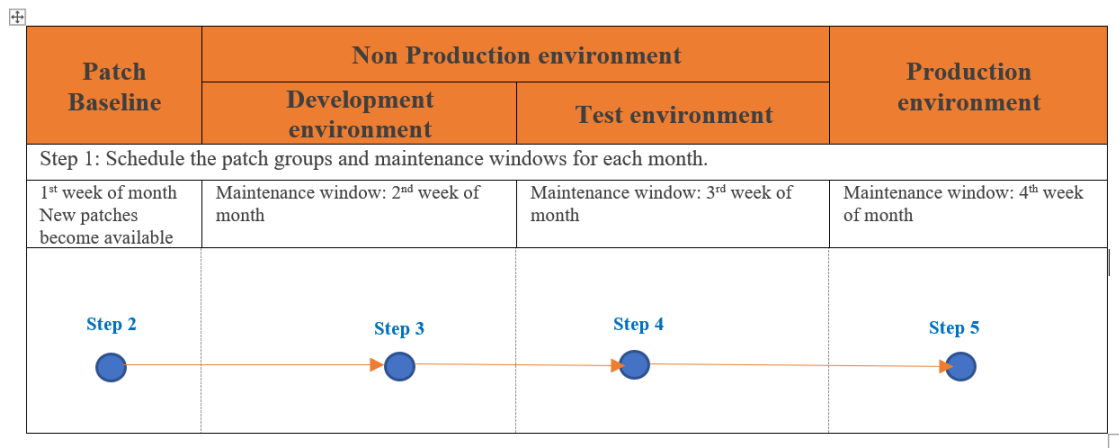 Patch
Baseline
Non Production environment
Development
environment
Test environment
Production
environment
Step 1: Schedule the patch groups and maintenance windows for each month.
1st week of month
New patches
become available
Maintenance window: 2nd week of
month
Maintenance window: 3rd week of
month
Maintenance window: 4th week
of month
Step 2
Step 3
Step 4
Step 5